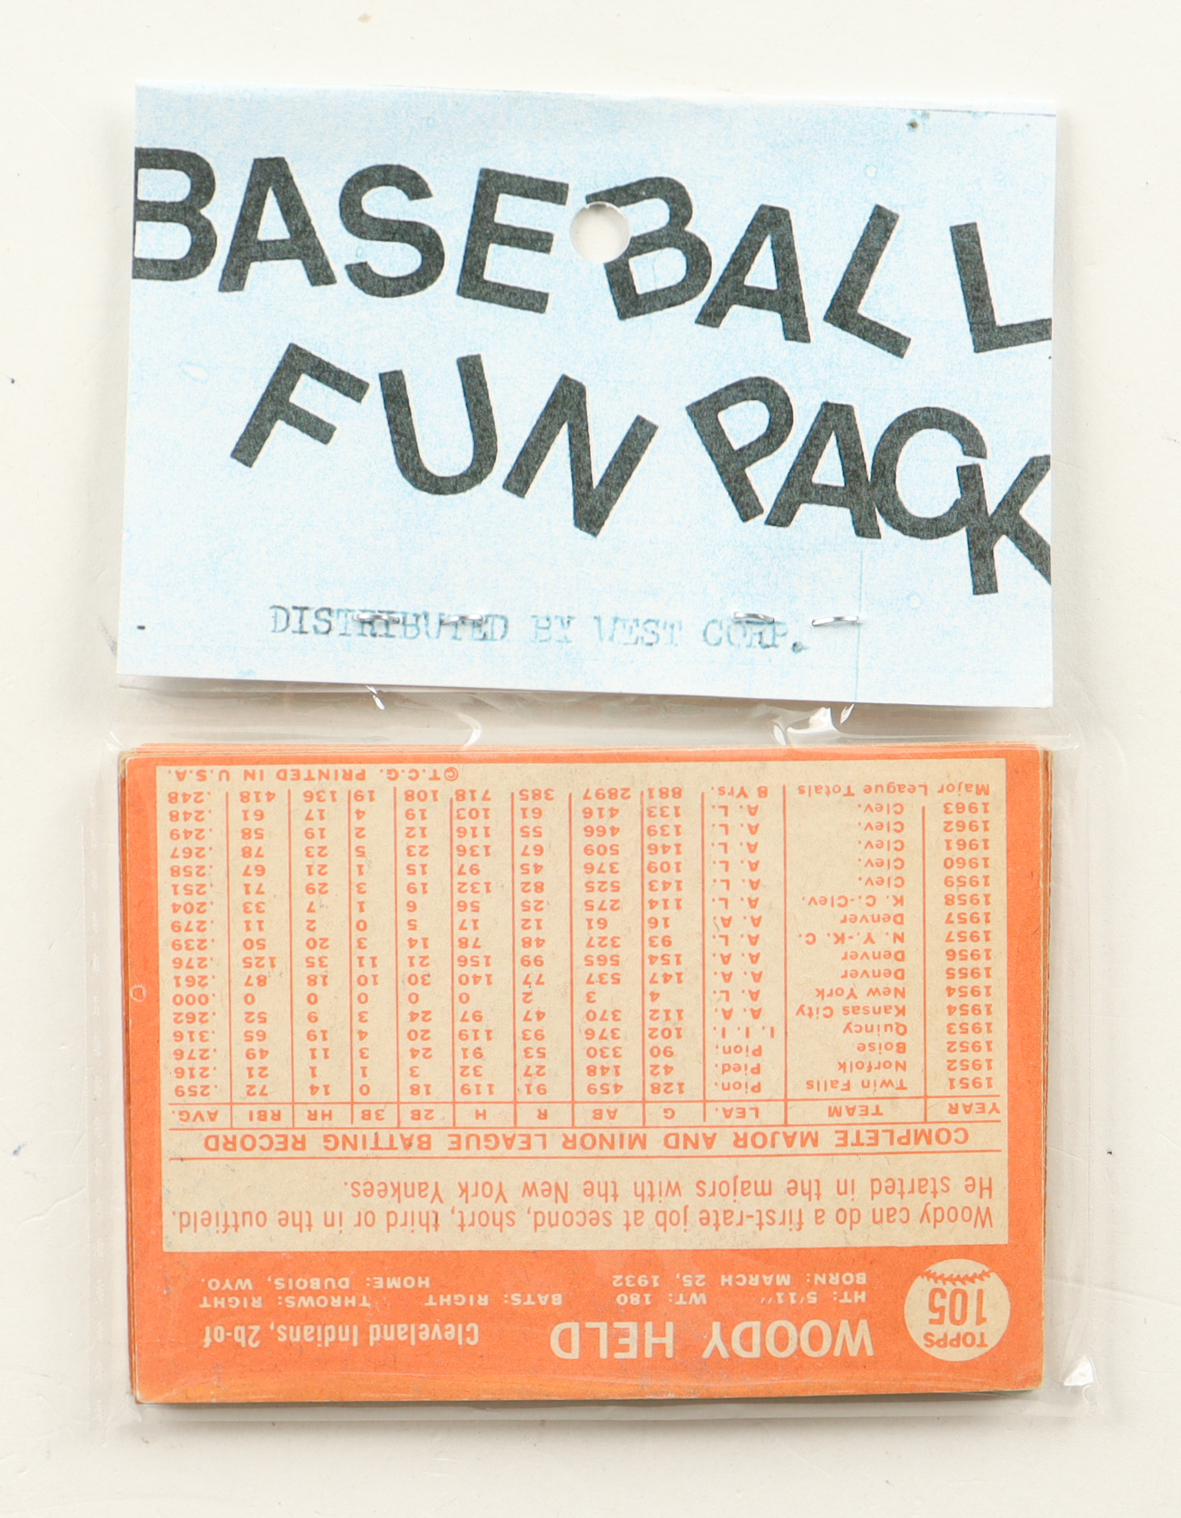 BASEBALL
FUN PACK
DISTRIBUTED BY WEST CORP.
TOPPS
105
WOODY HELD Cleveland Indians, 2b-of
HT: 5'11" WT: 180 BATS: RIGHT THROWS: RIGHT
BORN: MARCH 25, 1932 HOME: DUBOIS, WYO.
Woody can do a first-rate job at second, short, third or in the outfield.
He started in the majors with the New York Yankees.
COMPLETE MAJOR AND MINOR LEAGUE BATTING RECORD
YEAR TEAM LEA. G AB R H 2B 3B HR RBI AVG.
1951 Twin Falls Pion. 128 459 91 119 18 0 14 72 .259
1952 Norfolk Pied. 42 148 27 32 3 1 1 21 .216
1952 Boise Pion. 90 330 53 91 24 3 11 49 .276
1953 Quincy I. I. I. 102 376 93 119 20 4 19 65 .316
1954 Kansas City A. A. 112 370 47 97 24 3 9 52 .262
1954 New York A. L. 4 3 2 0 0 0 0 0 .000
1955 Denver A. A. 147 537 77 140 30 10 18 87 .261
1956 Denver A. A. 154 565 99 156 21 11 35 125 .276
1957 N. Y.-K. C. A. L. 93 327 48 78 14 3 20 50 .239
1957 Denver A. A. 16 61 12 17 5 0 2 11 .279
1958 K. C.-Clev. A. L. 114 275 25 56 6 1 7 33 .204
1959 Clev. A. L. 143 525 82 132 19 3 29 71 .251
1960 Clev. A. L. 109 376 45 97 15 1 21 67 .258
1961 Clev. A. L. 146 509 67 136 23 5 23 78 .267
1962 Clev. A. L. 139 466 55 116 12 2 19 58 .249
1963 Clev. A. L. 133 416 61 103 19 4 17 61 .248
Major League Totals 8 Yrs. 881 2897 385 718 108 19 136 418 .248
©T.C.G. PRINTED IN U.S.A.